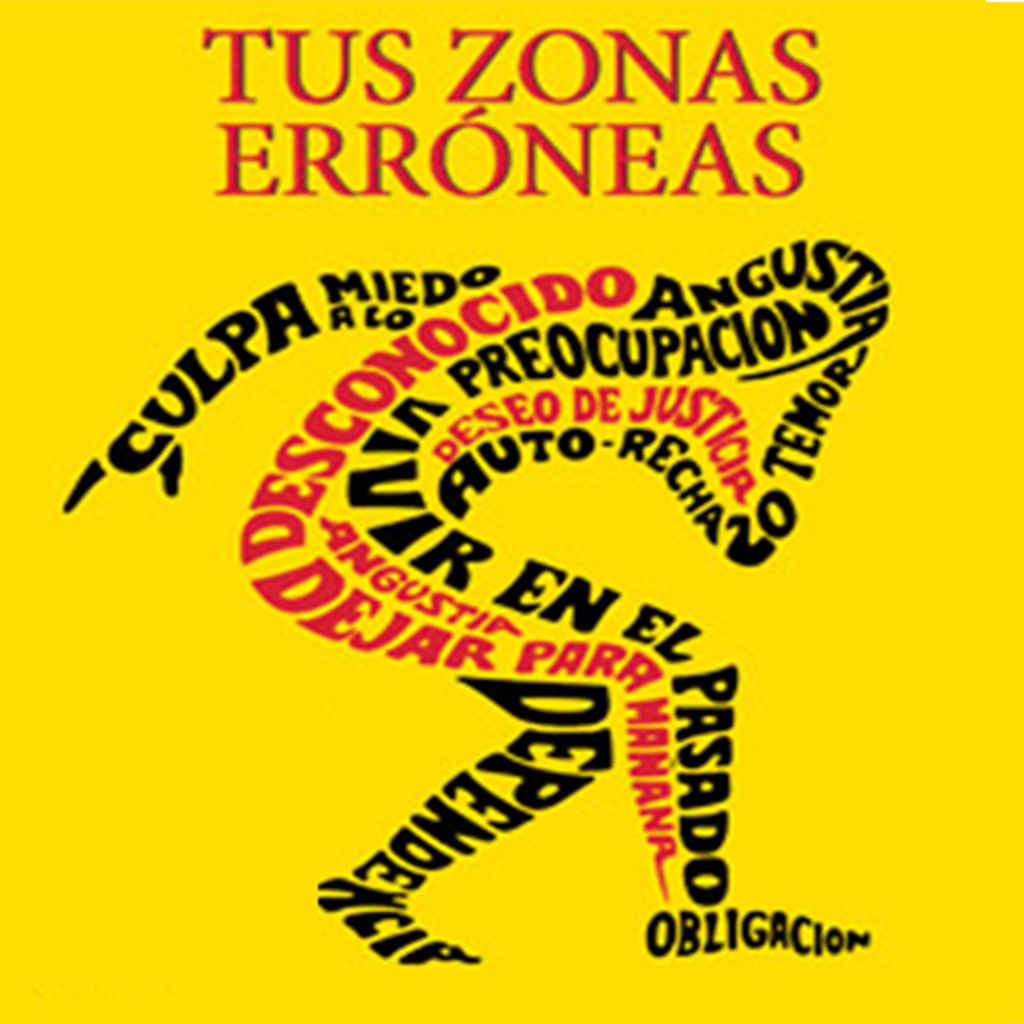 TUS ZONAS
ERRÓNEAS
CULPA
MIEDO
A LO
DESCONOCIDO
ANGUSTIA
PREOCUPACION
TEMOR
DESEO DE JUSTICIA
AUTO-RECHAZO
VIVIR EN EL PASADO
ANGUSTIA
DEJAR PARA MAÑANA
DEPENDENCIA
OBLIGACION